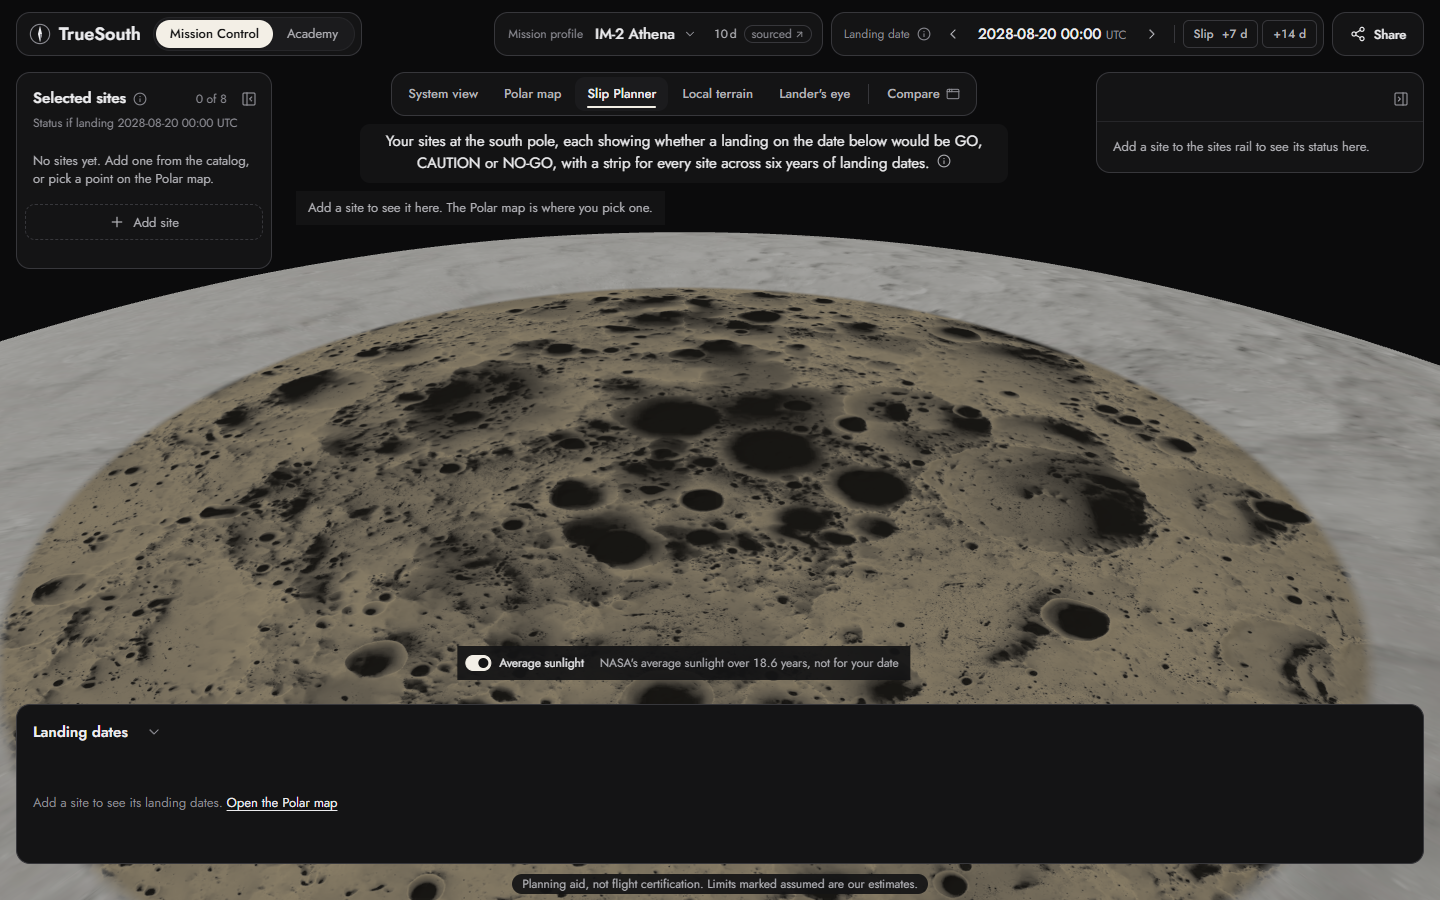 TrueSouth
Mission Control
Academy
Mission profile
IM-2 Athena
10 d
sourced ↗
Landing date
2028-08-20 00:00 UTC
Slip +7 d
+14 d
Share
Selected sites
0 of 8
Status if landing 2028-08-20 00:00 UTC
No sites yet. Add one from the catalog,
or pick a point on the Polar map.
+ Add site
System view
Polar map
Slip Planner
Local terrain
Lander's eye
Compare
Your sites at the south pole, each showing whether a landing on the date below would be GO,
CAUTION or NO-GO, with a strip for every site across six years of landing dates.
Add a site to see it here. The Polar map is where you pick one.
Add a site to the sites rail to see its status here.
Average sunlight
NASA's average sunlight over 18.6 years, not for your date
Landing dates
Add a site to see its landing dates. Open the Polar map
Planning aid, not flight certification. Limits marked assumed are our estimates.